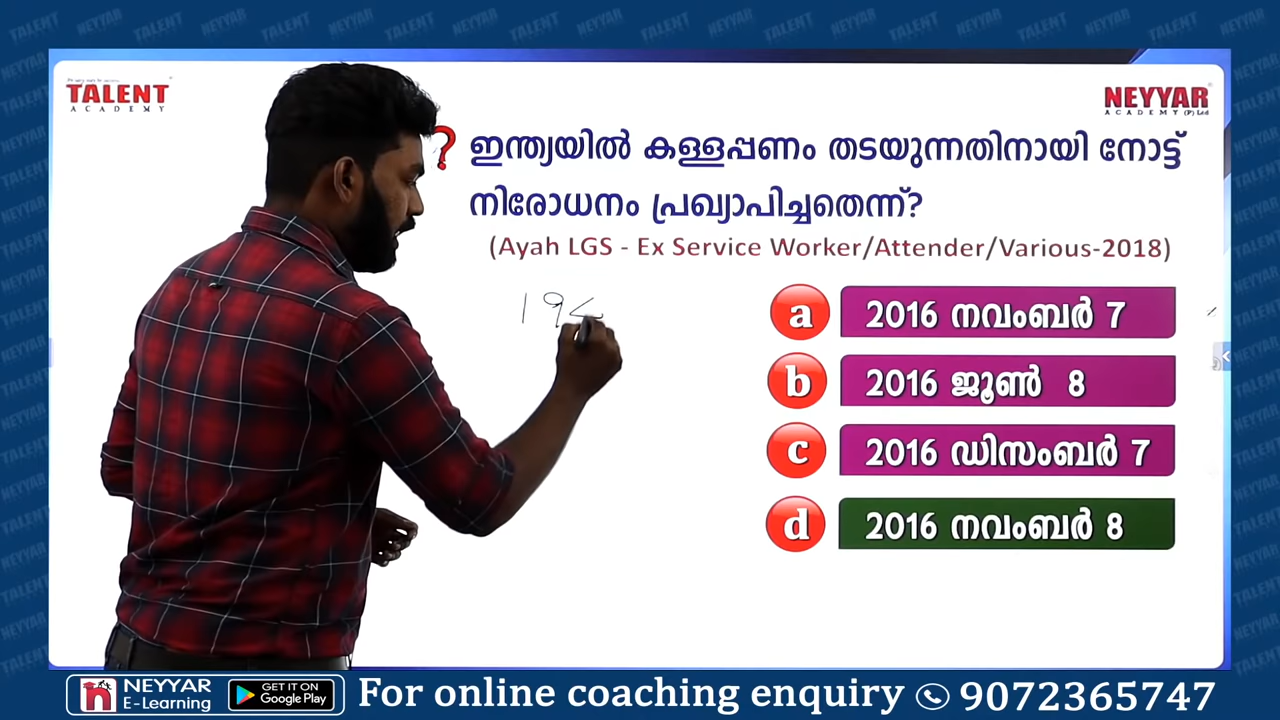 TALENT
ACADEMY
NEYYAR
ACADEMY (P) Ltd
? ഇന്ത്യയിൽ കള്ളപ്പണം തടയുന്നതിനായി നോട്ട്
നിരോധനം പ്രഖ്യാപിച്ചതെന്ന്?
(Ayah LGS - Ex Service Worker/Attender/Various-2018)
194
a 2016 നവംബർ 7
b 2016 ജൂൺ 8
c 2016 ഡിസംബർ 7
d 2016 നവംബർ 8
NEYYAR
E-Learning
GET IT ON
Google Play
For online coaching enquiry 9072365747